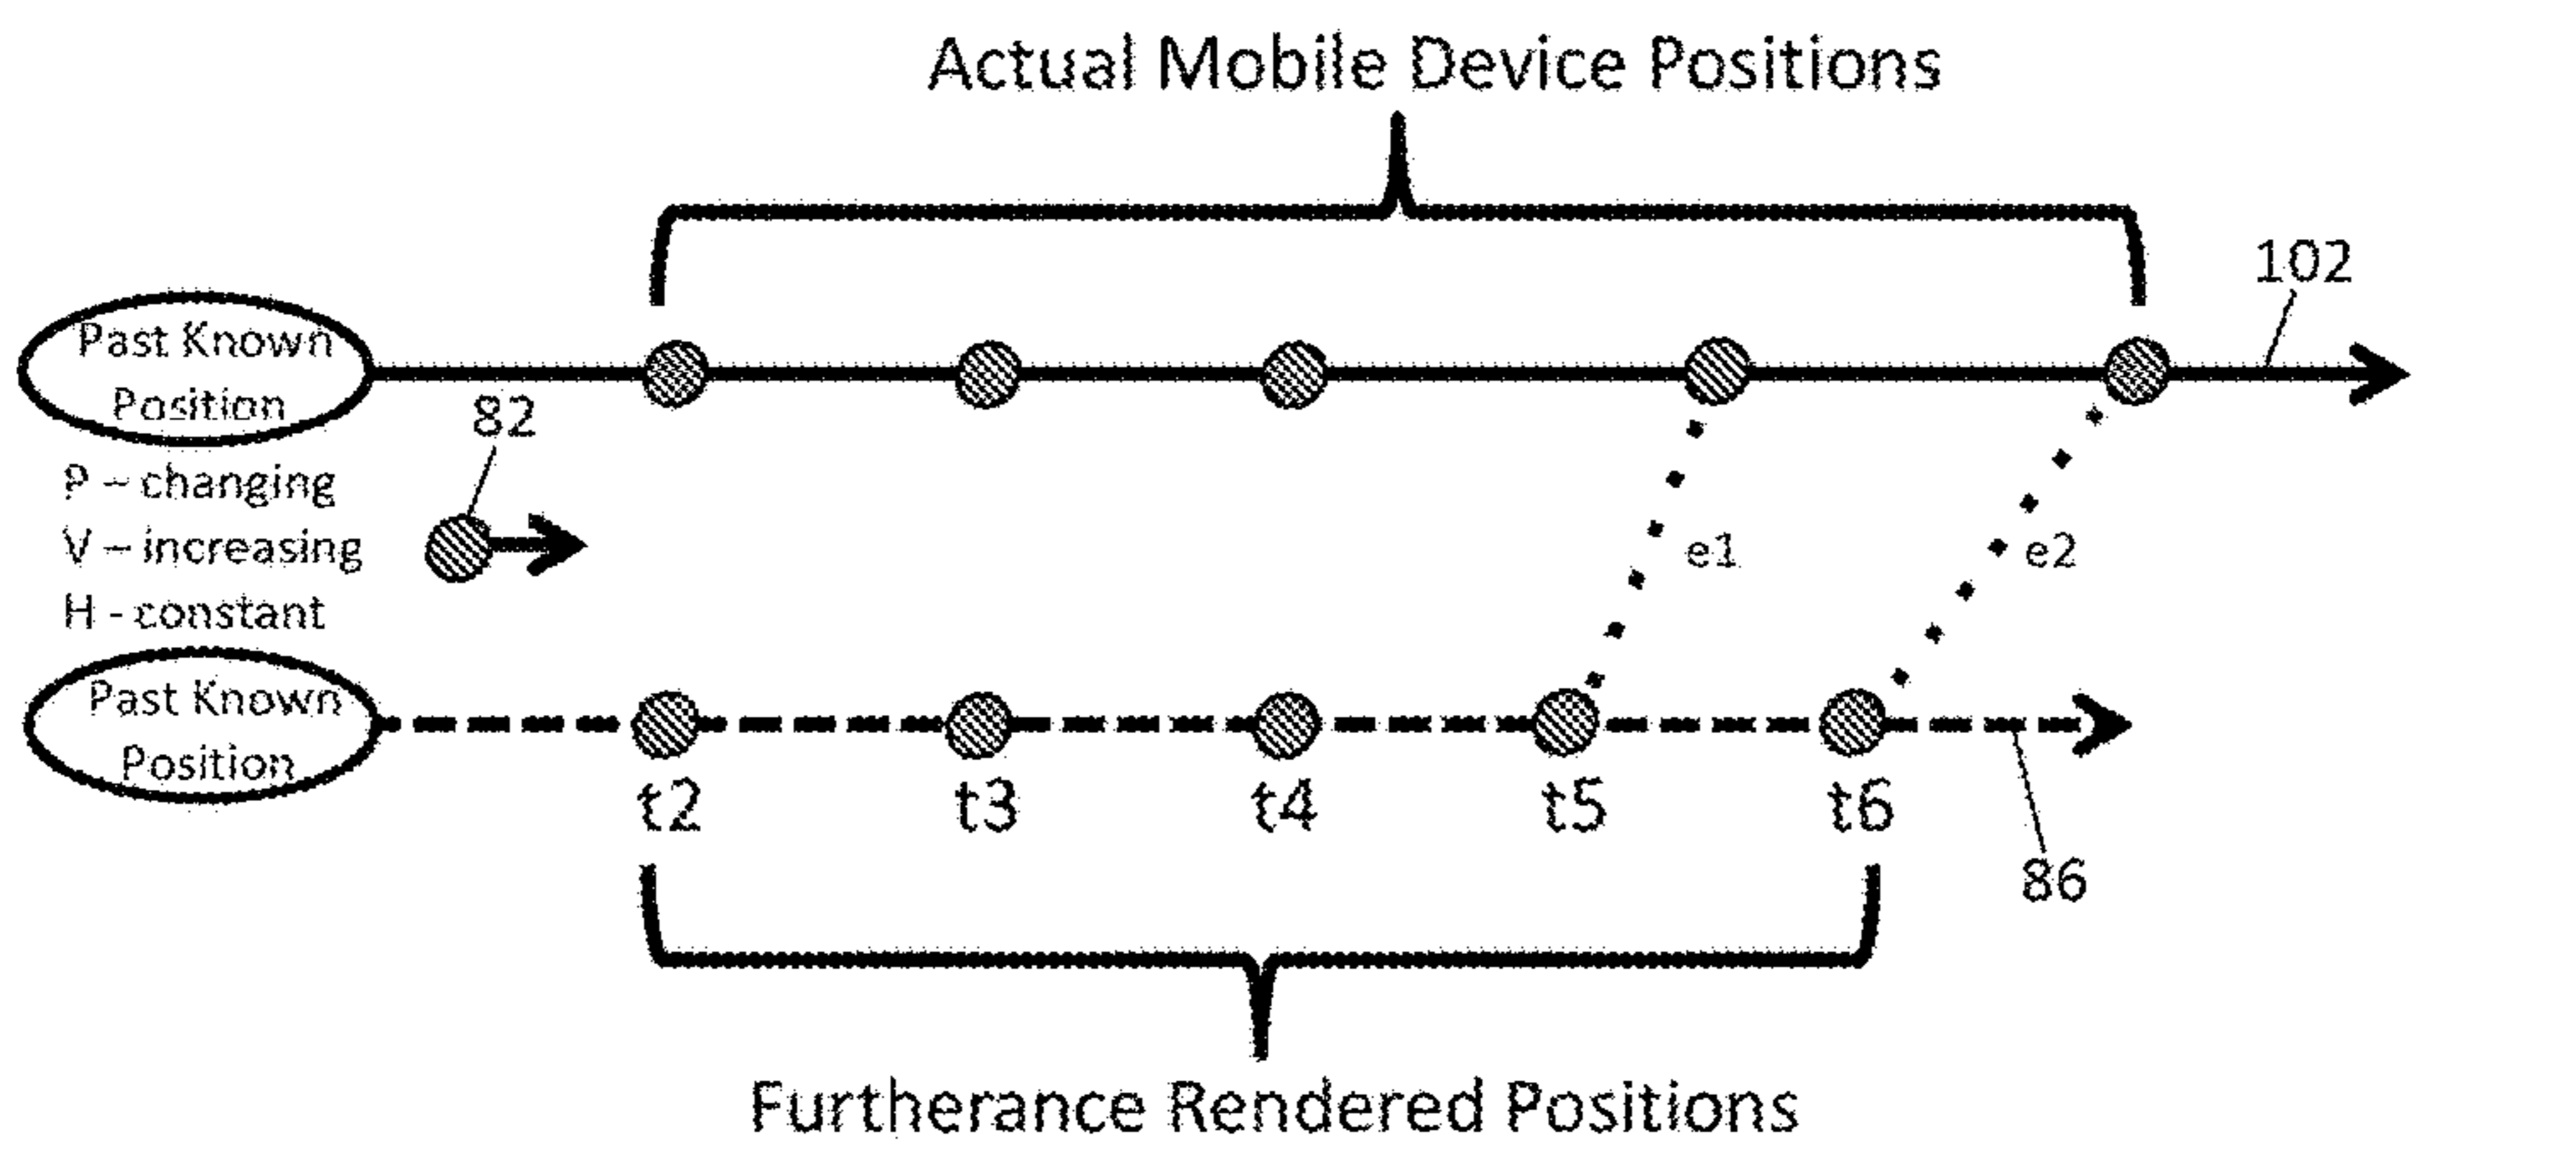 Actual Mobile Device Positions
102
Past Known
Position
82
P – changing
V – increasing
H - constant
e1
e2
Past Known
Position
t2 t3 t4 t5 t6
86
Furtherance Rendered Positions